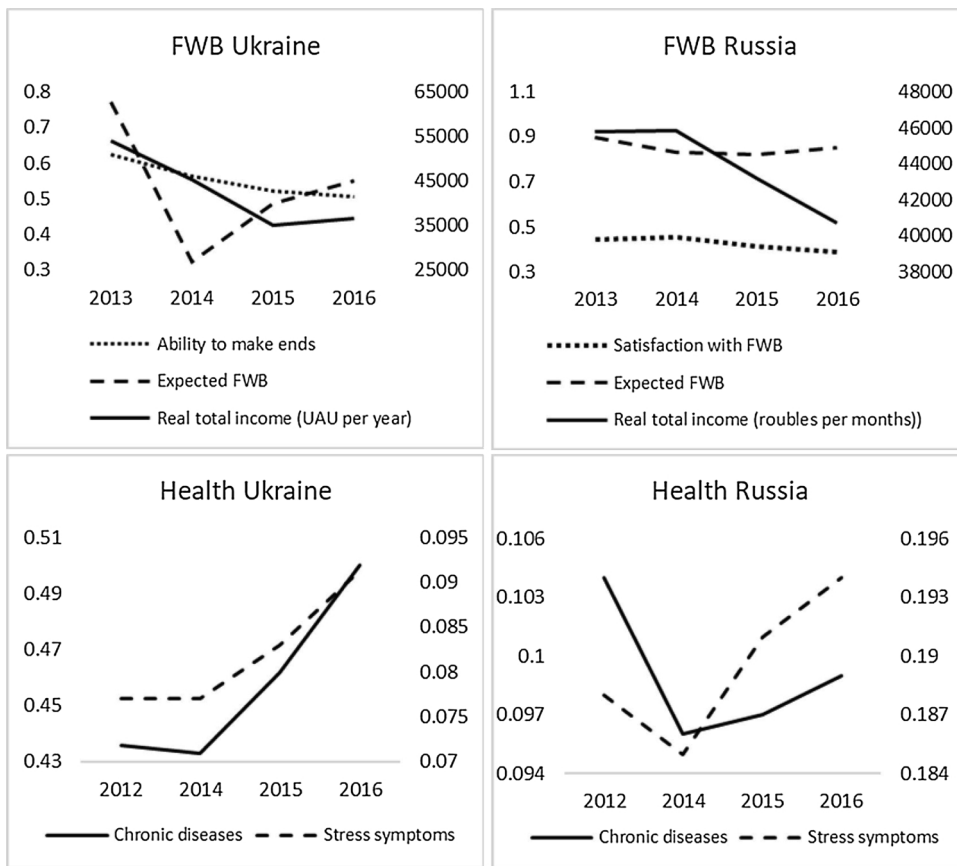 FWB Ukraine
0.8
0.7
0.6
0.5
0.4
0.3
65000
55000
45000
35000
25000
2013 2014 2015 2016
Ability to make ends
Expected FWB
Real total income (UAU per year)
FWB Russia
1.1
0.9
0.7
0.5
0.3
48000
46000
44000
42000
40000
38000
2013 2014 2015 2016
Satisfaction with FWB
Expected FWB
Real total income (roubles per months))
Health Ukraine
0.51
0.49
0.47
0.45
0.43
0.095
0.09
0.085
0.08
0.075
0.07
2012 2014 2015 2016
Chronic diseases Stress symptoms
Health Russia
0.106
0.103
0.1
0.097
0.094
0.196
0.193
0.19
0.187
0.184
2012 2014 2015 2016
Chronic diseases Stress symptoms